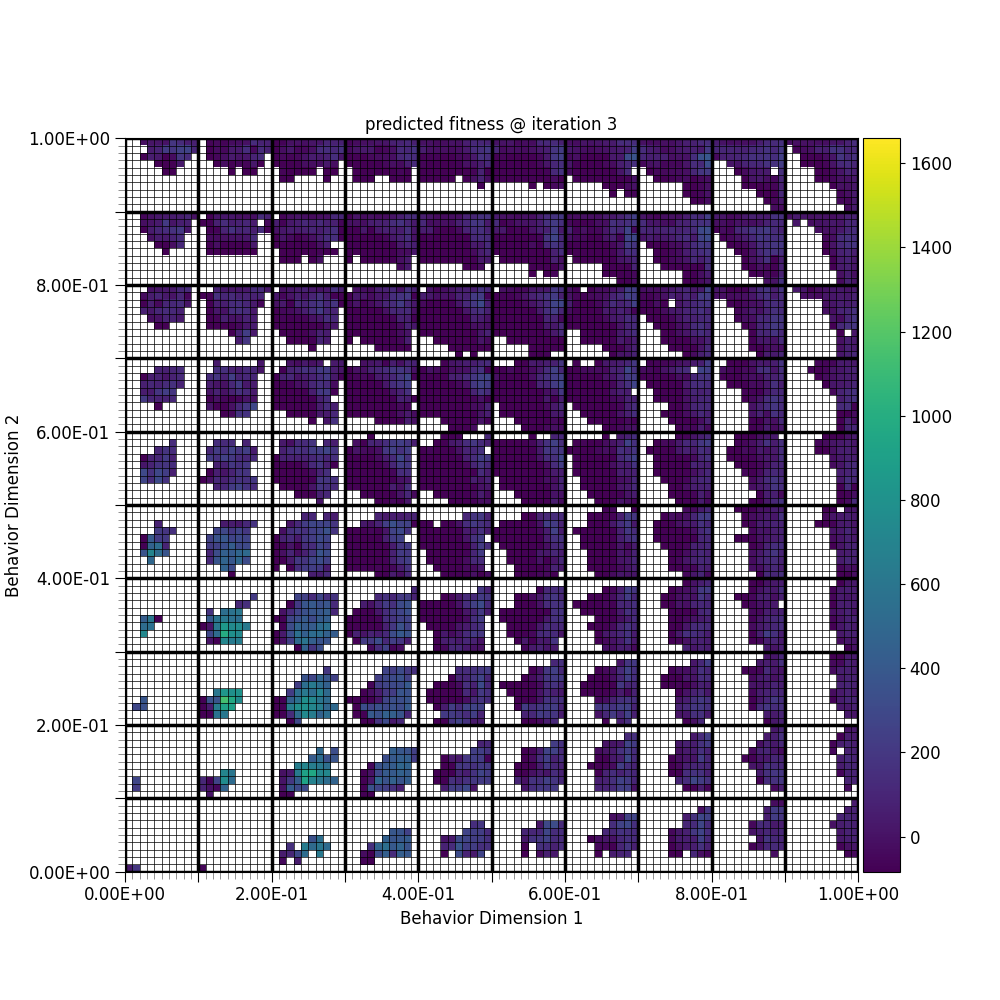 predicted fitness @ iteration 3
1.00E+00
8.00E-01
6.00E-01
4.00E-01
2.00E-01
0.00E+00
Behavior Dimension 2
0.00E+00 2.00E-01 4.00E-01 6.00E-01 8.00E-01 1.00E+00
Behavior Dimension 1
1600
1400
1200
1000
800
600
400
200
0